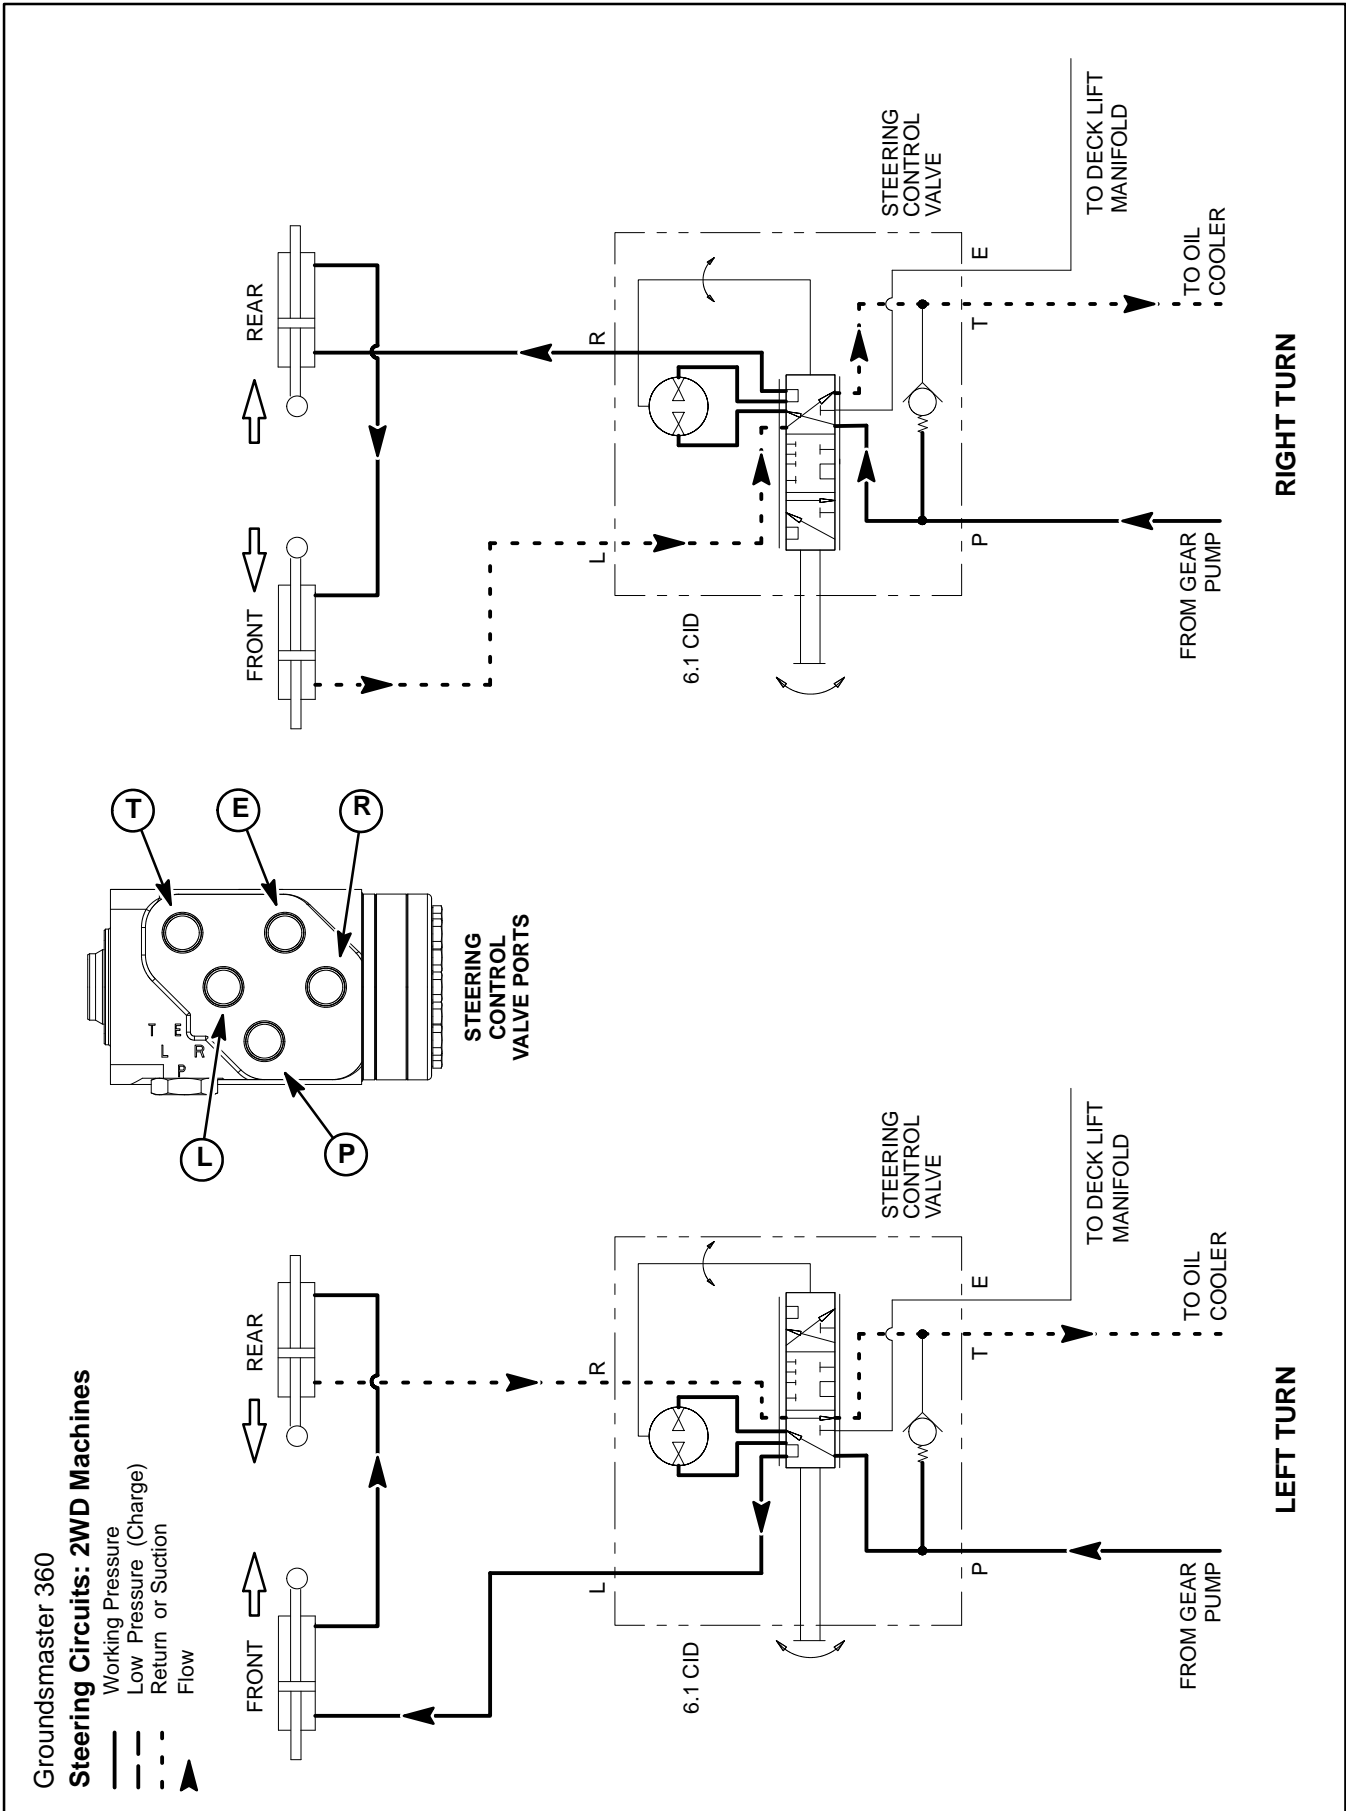 Groundsmaster 360
Steering Circuits: 2WD Machines
Working Pressure
Low Pressure (Charge)
Return or Suction
Flow
FRONT
REAR
6.1 CID
L
R
STEERING
CONTROL
VALVE
P
T
E
FROM GEAR
PUMP
TO OIL
COOLER
TO DECK LIFT
MANIFOLD
LEFT TURN
T
E
R
L
P
T E
L R
P
STEERING
CONTROL
VALVE PORTS
FRONT
REAR
6.1 CID
L
R
STEERING
CONTROL
VALVE
P
T
E
FROM GEAR
PUMP
TO OIL
COOLER
TO DECK LIFT
MANIFOLD
RIGHT TURN